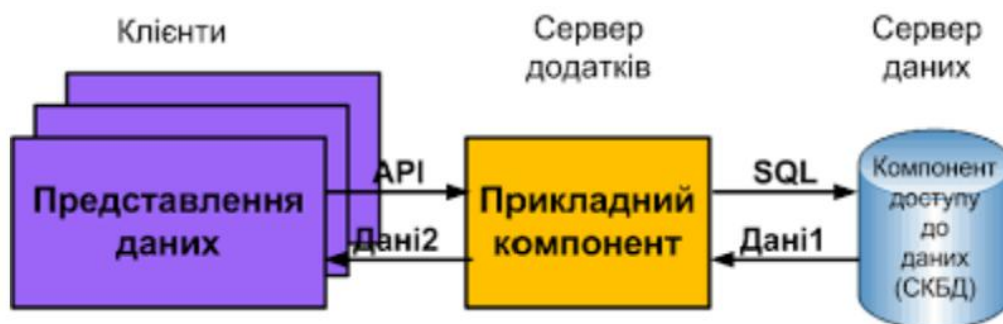 Клієнти
Сервер
додатків
Сервер
даних
Представлення
даних
API
Дані2
Прикладний
компонент
SQL
Дані1
Компонент
доступу
до
даних
(СКБД)